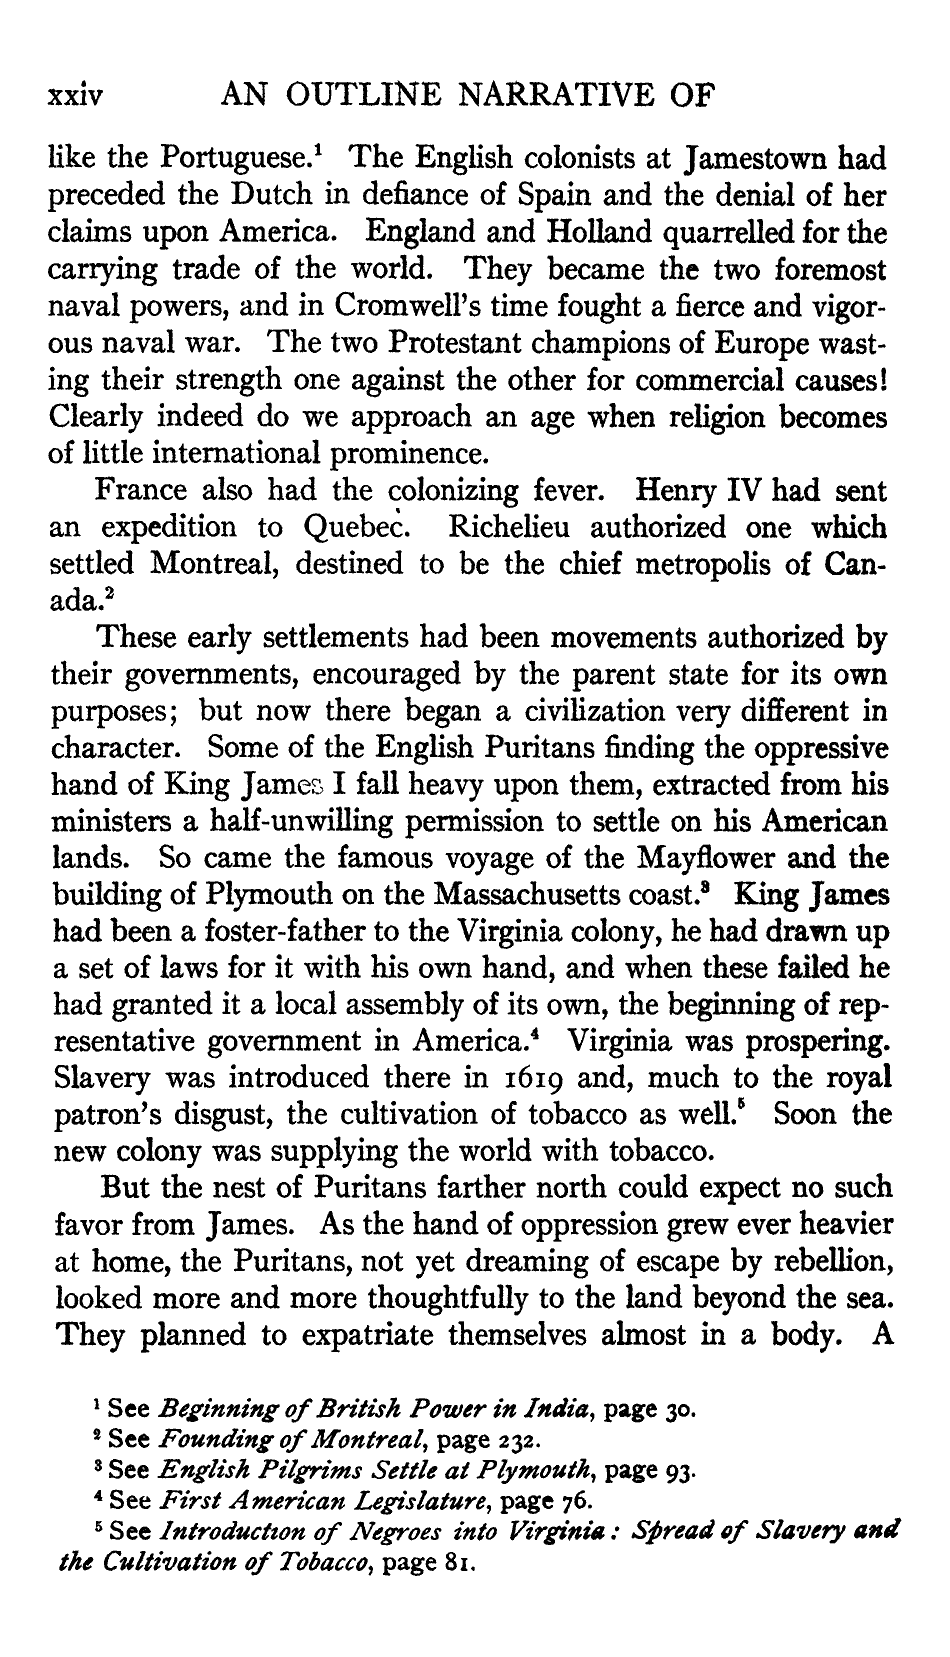 xxiv AN OUTLINE NARRATIVE OF
like the Portuguese.¹ The English colonists at Jamestown had
preceded the Dutch in defiance of Spain and the denial of her
claims upon America. England and Holland quarrelled for the
carrying trade of the world. They became the two foremost
naval powers, and in Cromwell's time fought a fierce and vigor-
ous naval war. The two Protestant champions of Europe wast-
ing their strength one against the other for commercial causes!
Clearly indeed do we approach an age when religion becomes
of little international prominence.
France also had the colonizing fever. Henry IV had sent
an expedition to Quebec. Richelieu authorized one which
settled Montreal, destined to be the chief metropolis of Can-
ada.²
These early settlements had been movements authorized by
their governments, encouraged by the parent state for its own
purposes; but now there began a civilization very different in
character. Some of the English Puritans finding the oppressive
hand of King James I fall heavy upon them, extracted from his
ministers a half-unwilling permission to settle on his American
lands. So came the famous voyage of the Mayflower and the
building of Plymouth on the Massachusetts coast.³ King James
had been a foster-father to the Virginia colony, he had drawn up
a set of laws for it with his own hand, and when these failed he
had granted it a local assembly of its own, the beginning of rep-
resentative government in America.⁴ Virginia was prospering.
Slavery was introduced there in 1619 and, much to the royal
patron's disgust, the cultivation of tobacco as well.⁵ Soon the
new colony was supplying the world with tobacco.
But the nest of Puritans farther north could expect no such
favor from James. As the hand of oppression grew ever heavier
at home, the Puritans, not yet dreaming of escape by rebellion,
looked more and more thoughtfully to the land beyond the sea.
They planned to expatriate themselves almost in a body. A
¹ See Beginning of British Power in India, page 30.
² See Founding of Montreal, page 232.
³ See English Pilgrims Settle at Plymouth, page 93.
⁴ See First American Legislature, page 76.
⁵ See Introduction of Negroes into Virginia: Spread of Slavery and
the Cultivation of Tobacco, page 81.